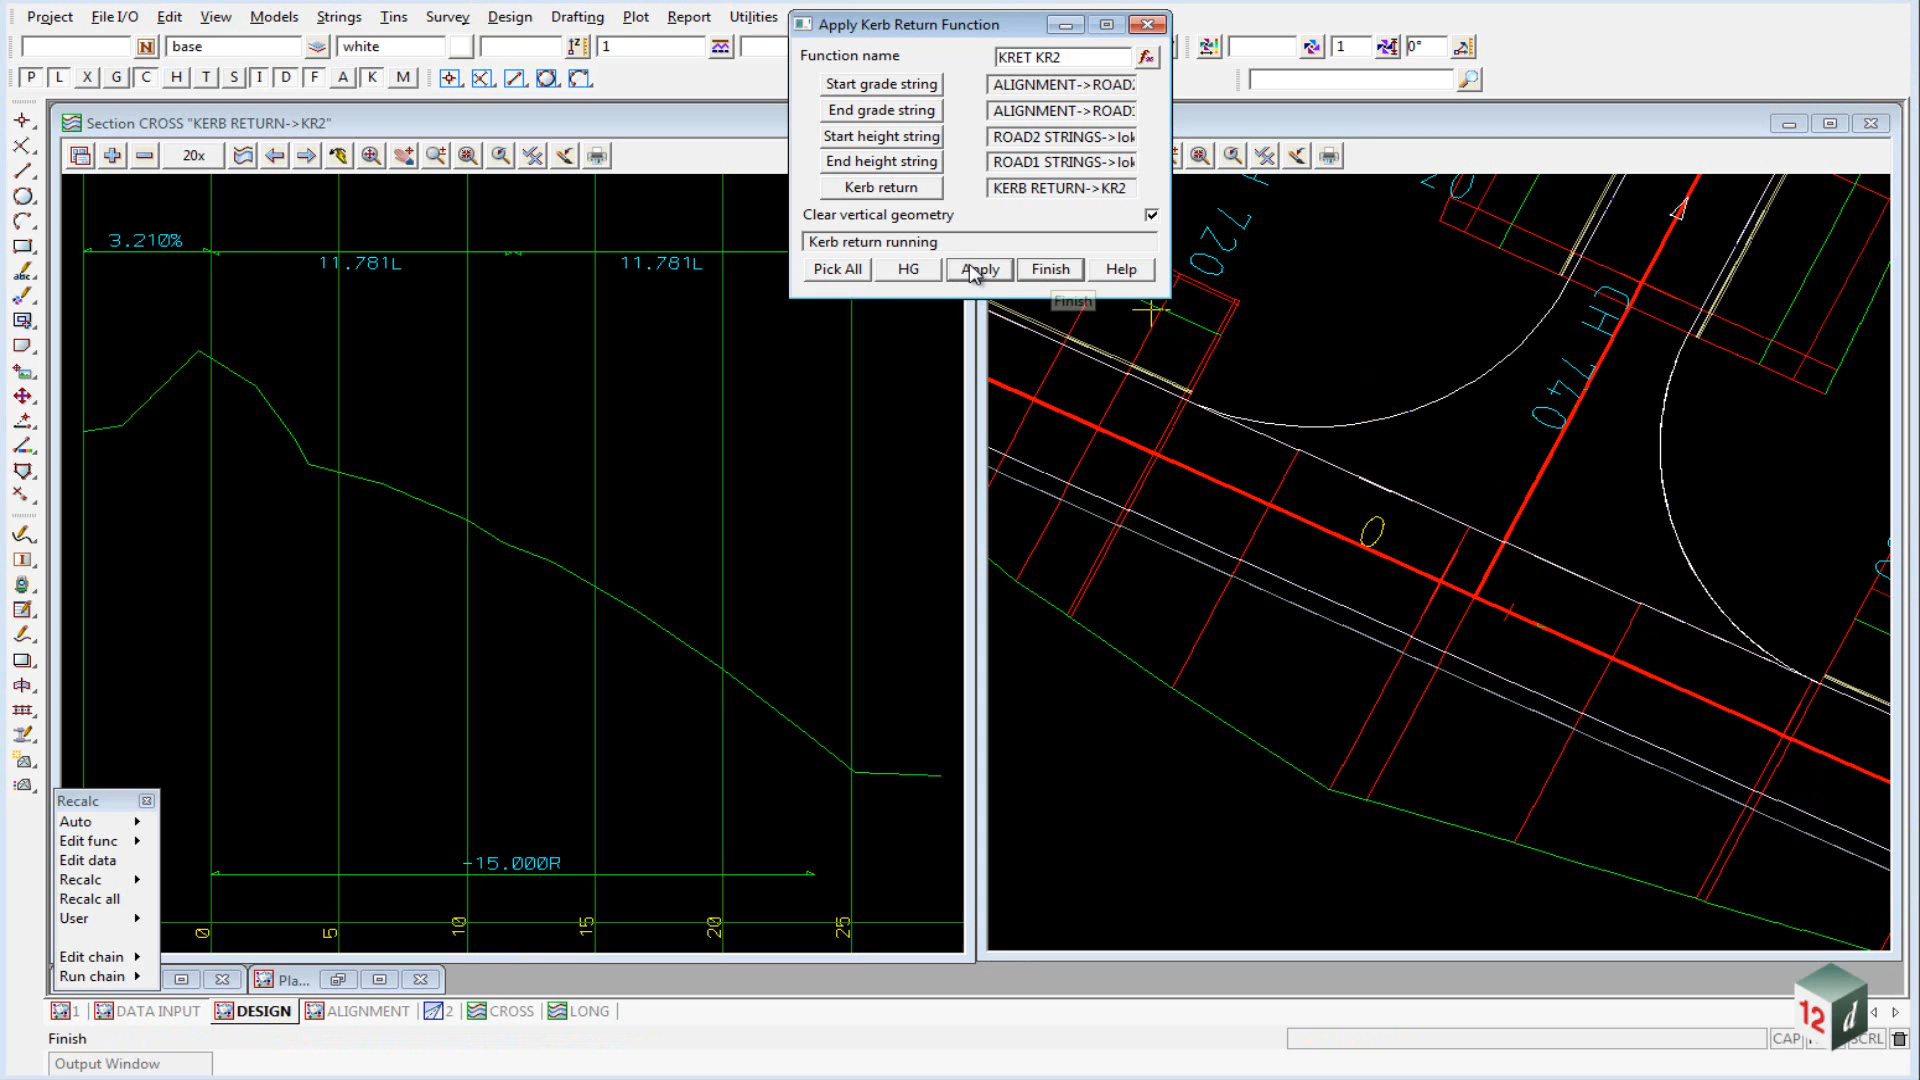 Project File I/O Edit View Models Strings Tins Survey Design Drafting Plot Report Utilities
Apply Kerb Return Function
N base white 1 1 0°
Function name KRET KR2
P L X G C H T S I D F A K M
Start grade string ALIGNMENT->ROAD2
End grade string ALIGNMENT->ROAD1
Start height string ROAD2 STRINGS->lok
End height string ROAD1 STRINGS->lok
Kerb return KERB RETURN->KR2
Clear vertical geometry
Kerb return running
Pick All HG Apply Finish Help
Finish
Section CROSS "KERB RETURN->KR2"
20x
3.210%
11.781L 11.781L
-15.000R
0 5 10 15 20 25
720
CH 740
0
Recalc
Auto
Edit func
Edit data
Recalc
Recalc all
User
Edit chain
Run chain
Pla...
1 DATA INPUT DESIGN ALIGNMENT 2 CROSS LONG
Finish
CAP SCRL
12 d
Output Window